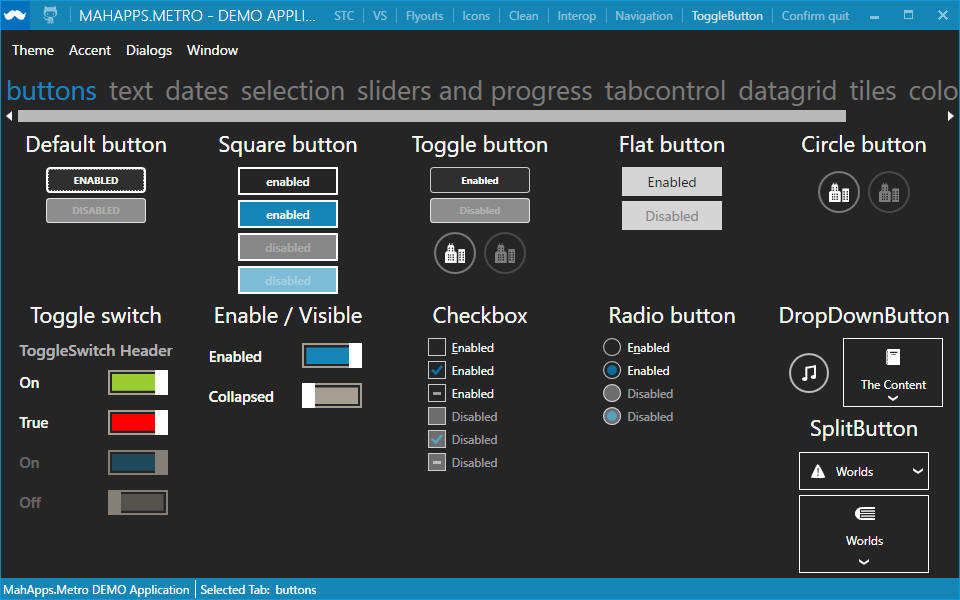 MAHAPPS.METRO - DEMO APPLI... STC VS Flyouts Icons Clean Interop Navigation ToggleButton Confirm quit
Theme Accent Dialogs Window
buttons text dates selection sliders and progress tabcontrol datagrid tiles colo
Default button
ENABLED
DISABLED
Square button
enabled
enabled
disabled
disabled
Toggle button
Enabled
Disabled
Flat button
Enabled
Disabled
Circle button
Toggle switch
ToggleSwitch Header
On
True
On
Off
Enable / Visible
Enabled
Collapsed
Checkbox
Enabled
Enabled
Enabled
Disabled
Disabled
Disabled
Radio button
Enabled
Enabled
Disabled
Disabled
DropDownButton
The Content
SplitButton
Worlds
Worlds
MahApps.Metro DEMO Application Selected Tab: buttons